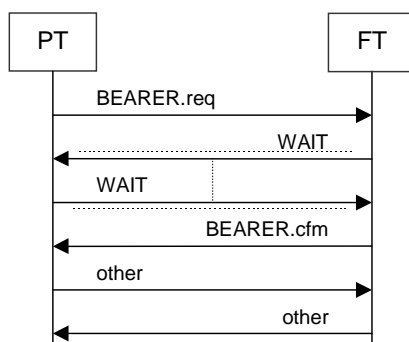 PT FT
BEARER.req
WAIT
WAIT
BEARER.cfm
other
other